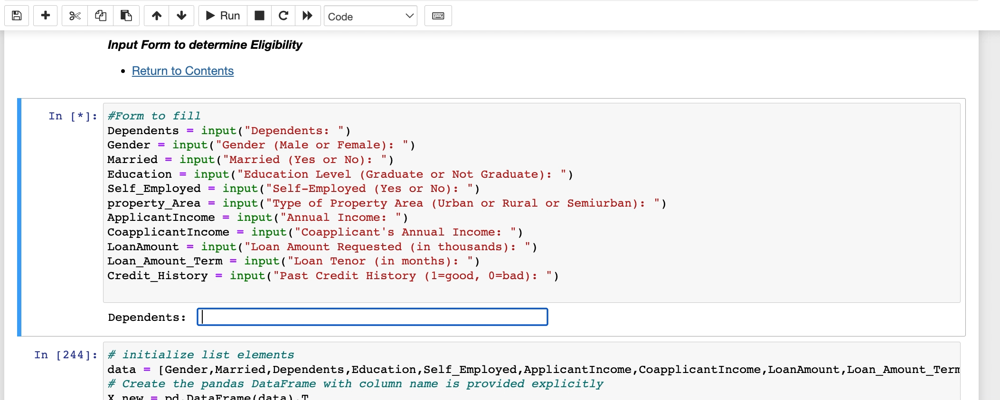 Run
Code
Input Form to determine Eligibility
• Return to Contents
In [*]:
#Form to fill
Dependents = input("Dependents: ")
Gender = input("Gender (Male or Female): ")
Married = input("Married (Yes or No): ")
Education = input("Education Level (Graduate or Not Graduate): ")
Self_Employed = input("Self-Employed (Yes or No): ")
property_Area = input("Type of Property Area (Urban or Rural or Semiurban): ")
ApplicantIncome = input("Annual Income: ")
CoapplicantIncome = input("Coapplicant's Annual Income: ")
LoanAmount = input("Loan Amount Requested (in thousands): ")
Loan_Amount_Term = input("Loan Tenor (in months): ")
Credit_History = input("Past Credit History (1=good, 0=bad): ")
Dependents:
In [244]:
# initialize list elements
data = [Gender,Married,Dependents,Education,Self_Employed,ApplicantIncome,CoapplicantIncome,LoanAmount,Loan_Amount_Term
# Create the pandas DataFrame with column name is provided explicitly
X_new = pd.DataFrame(data).T